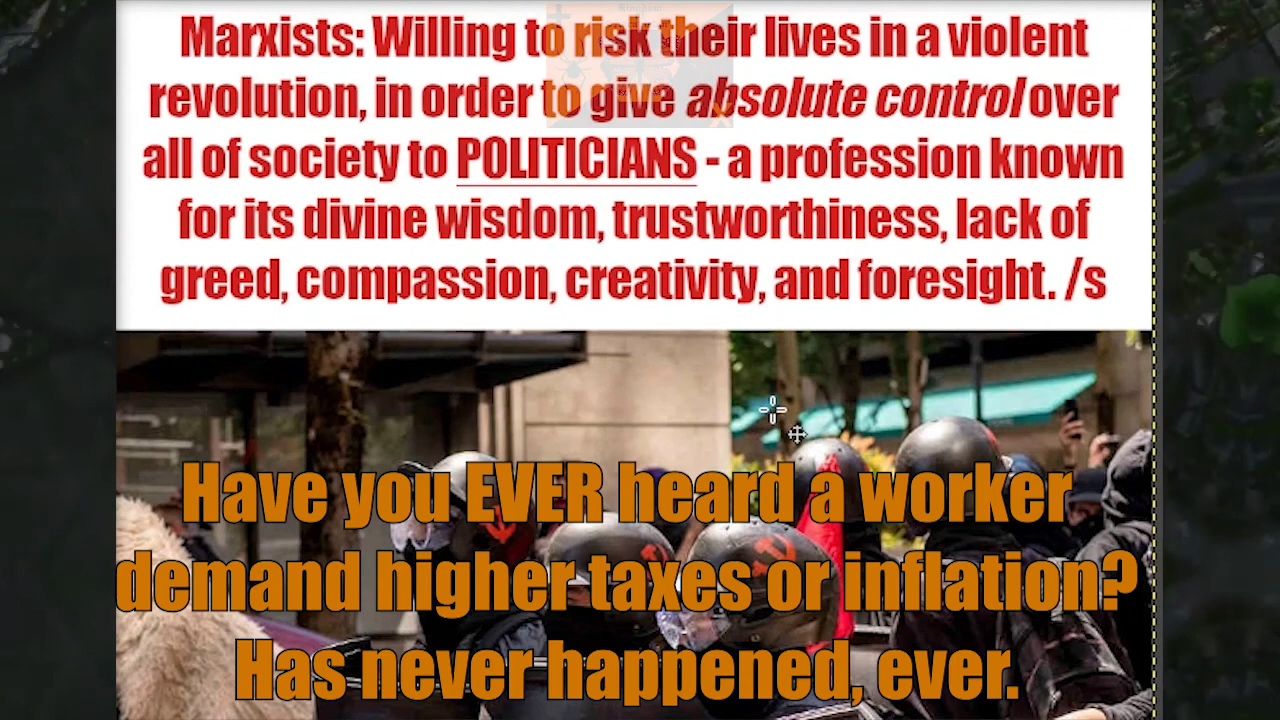 Marxists: Willing to risk their lives in a violent
revolution, in order to give absolute control over
all of society to POLITICIANS - a profession known
for its divine wisdom, trustworthiness, lack of
greed, compassion, creativity, and foresight. /s
Have you EVER heard a worker
demand higher taxes or inflation?
Has never happened, ever.